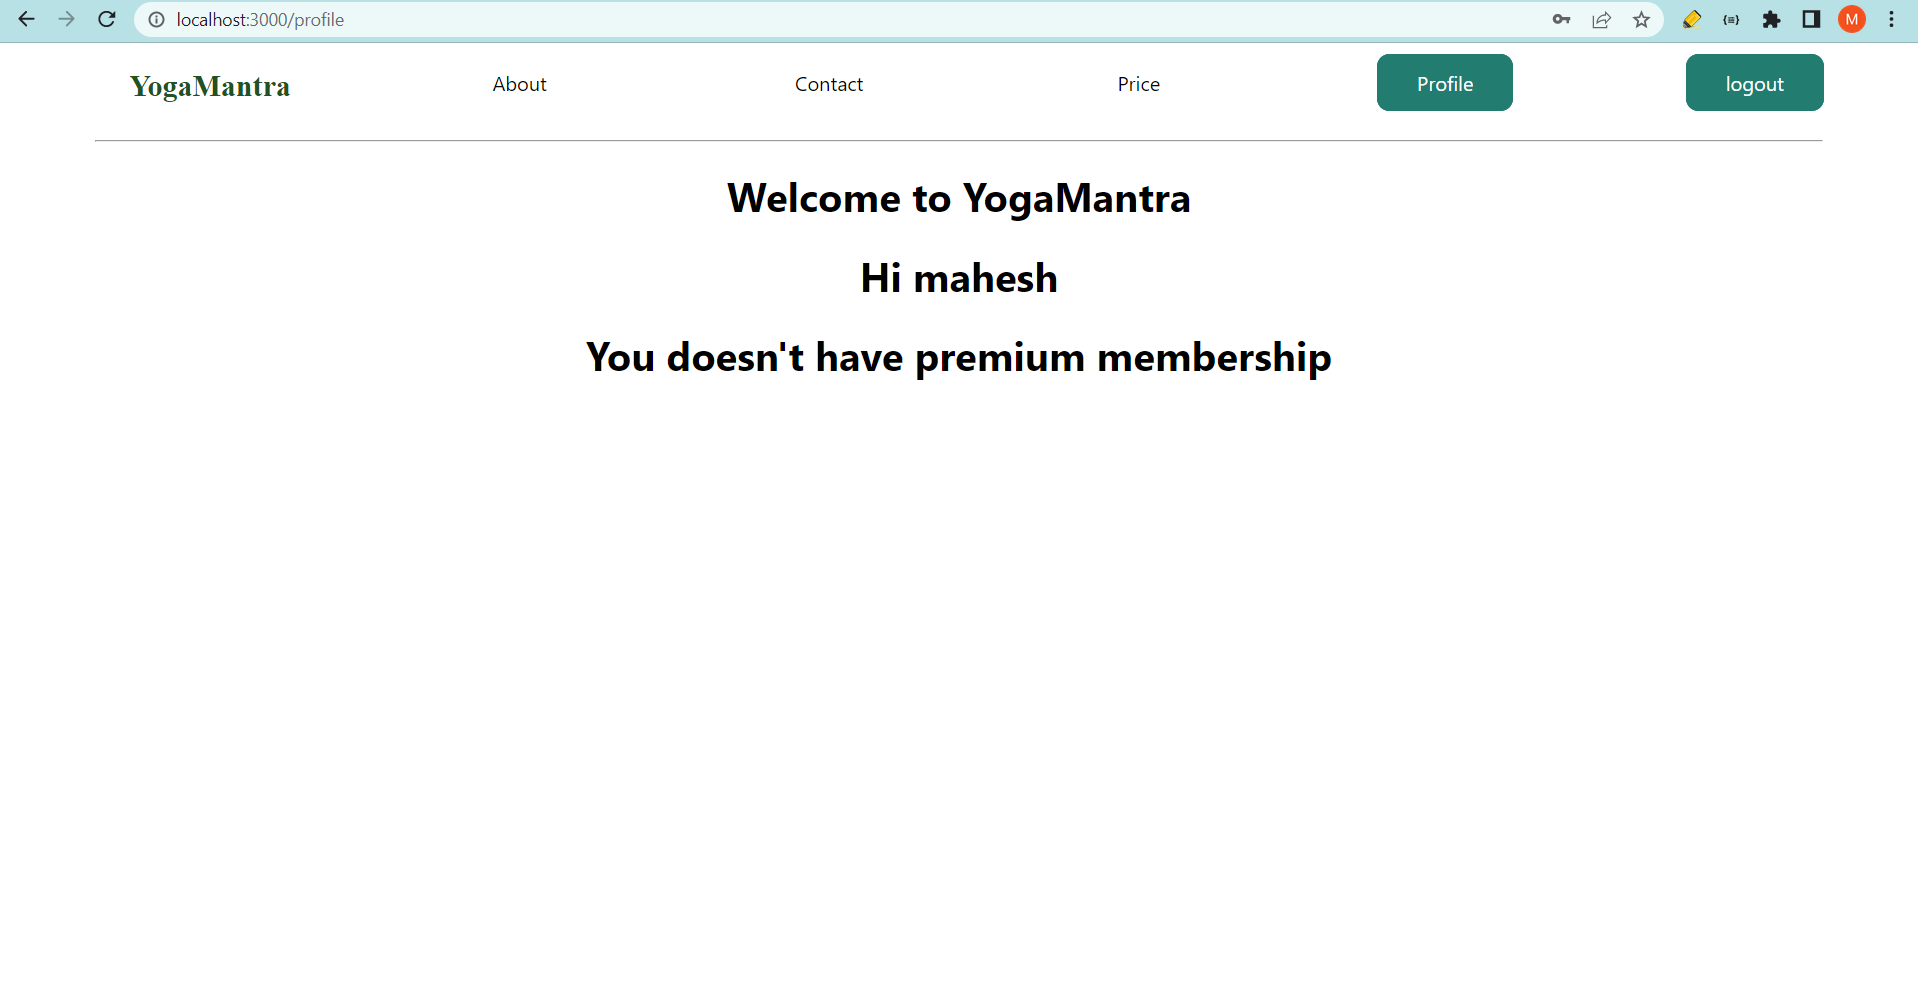 localhost:3000/profile
M
YogaMantra About Contact Price Profile logout
Welcome to YogaMantra
Hi mahesh
You doesn't have premium membership